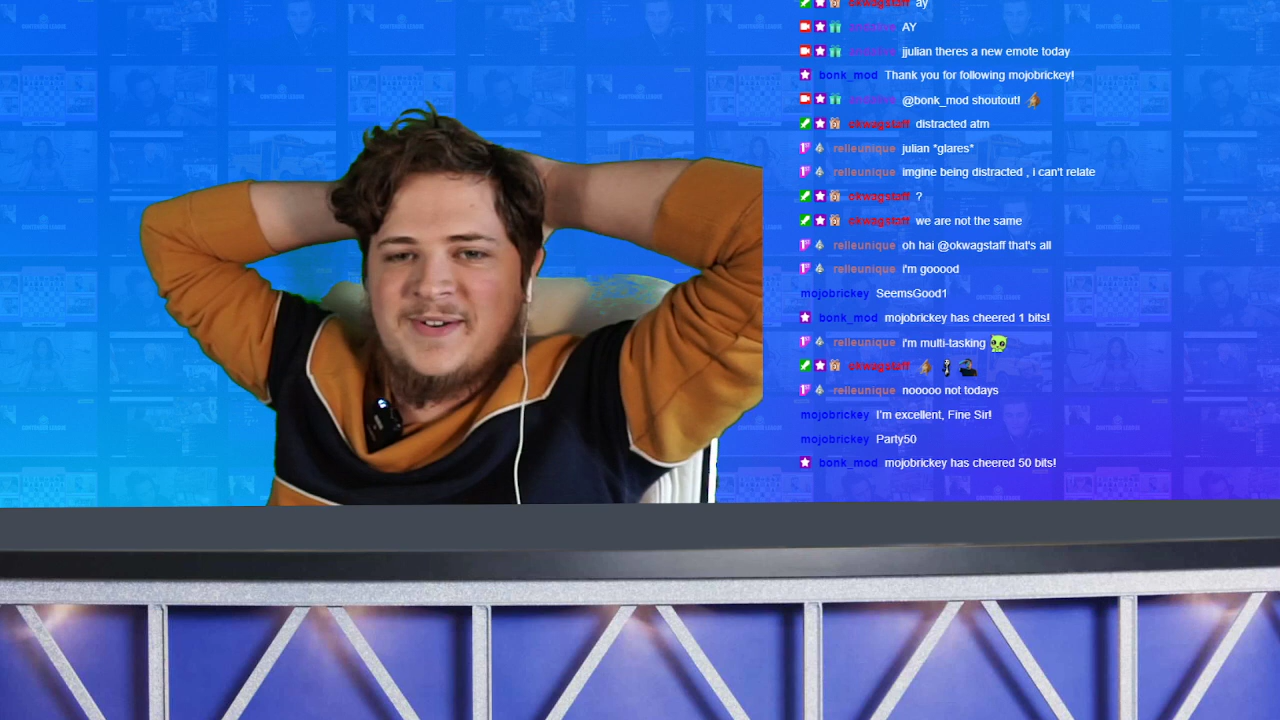 okwagstaff ay
AY
jjulian theres a new emote today
bonk_mod Thank you for following mojobrickey!
@bonk_mod shoutout!
okwagstaff distracted atm
relleunique julian *glares*
relleunique imgine being distracted , i can't relate
okwagstaff ?
okwagstaff we are not the same
relleunique oh hai @okwagstaff that's all
relleunique i'm gooood
mojobrickey SeemsGood1
bonk_mod mojobrickey has cheered 1 bits!
relleunique i'm multi-tasking
okwagstaff
relleunique nooooo not todays
mojobrickey I'm excellent, Fine Sir!
mojobrickey Party50
bonk_mod mojobrickey has cheered 50 bits!